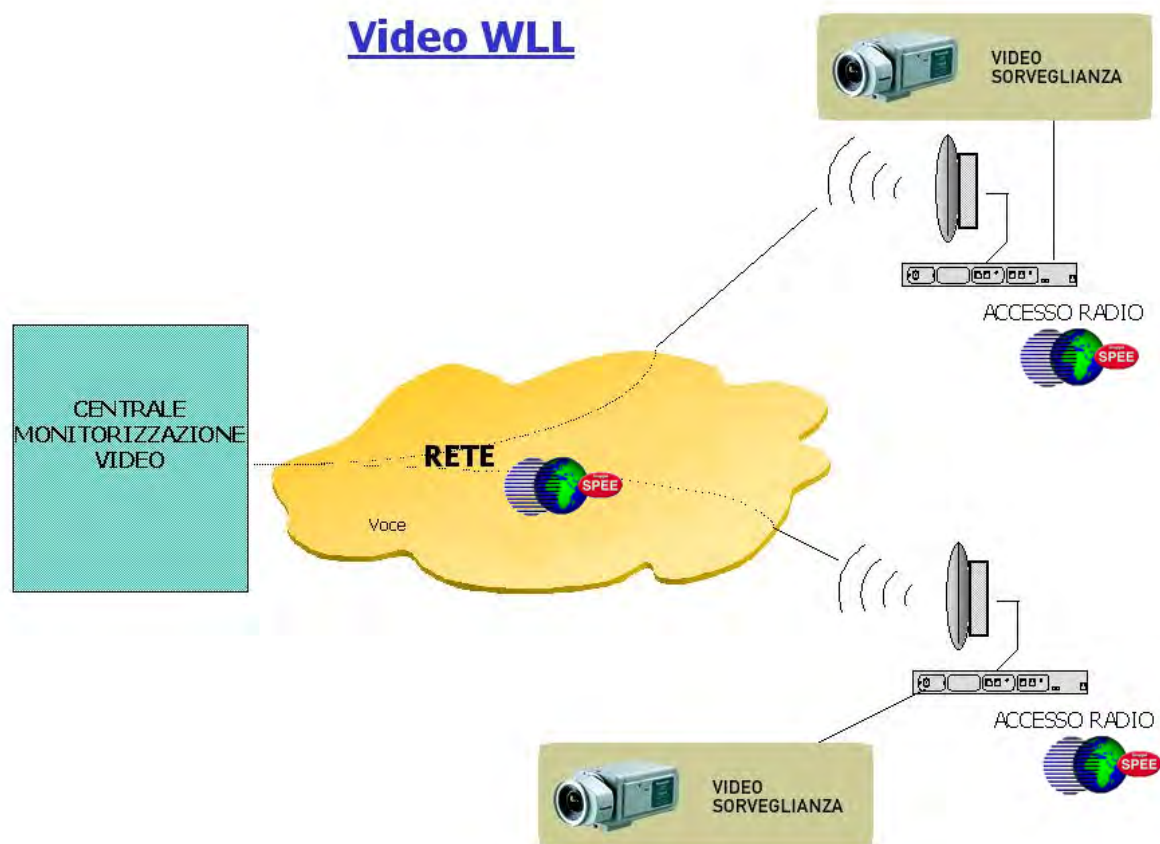 Video WLL
VIDEO
SORVEGLIANZA
ACCESSO RADIO
SPEE
CENTRALE
MONITORIZZAZIONE
VIDEO
RETE
SPEE
Voce
ACCESSO RADIO
SPEE
VIDEO
SORVEGLIANZA